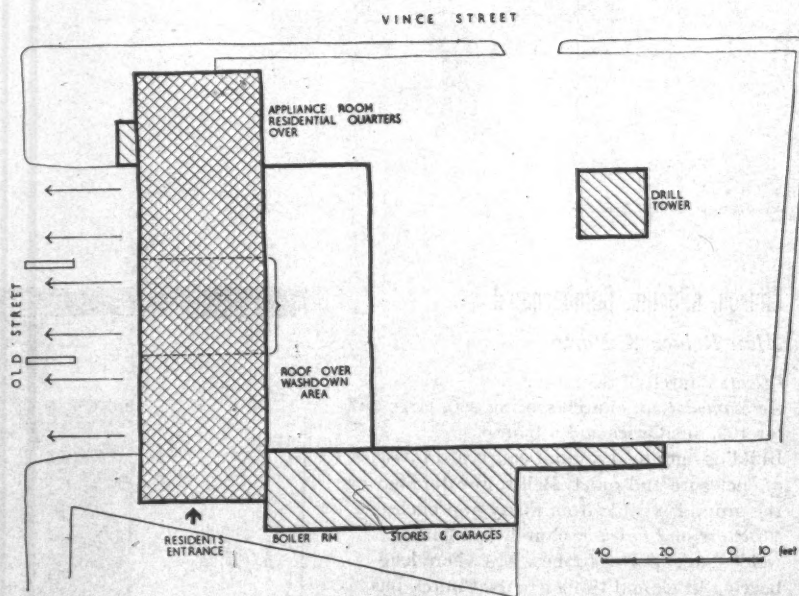 VINCE STREET
APPLIANCE ROOM
RESIDENTIAL QUARTERS
OVER
DRILL
TOWER
OLD STREET
ROOF OVER
WASHDOWN
AREA
RESIDENTS
ENTRANCE
BOILER RM
STORES & GARAGES
40 20 0 10 feet